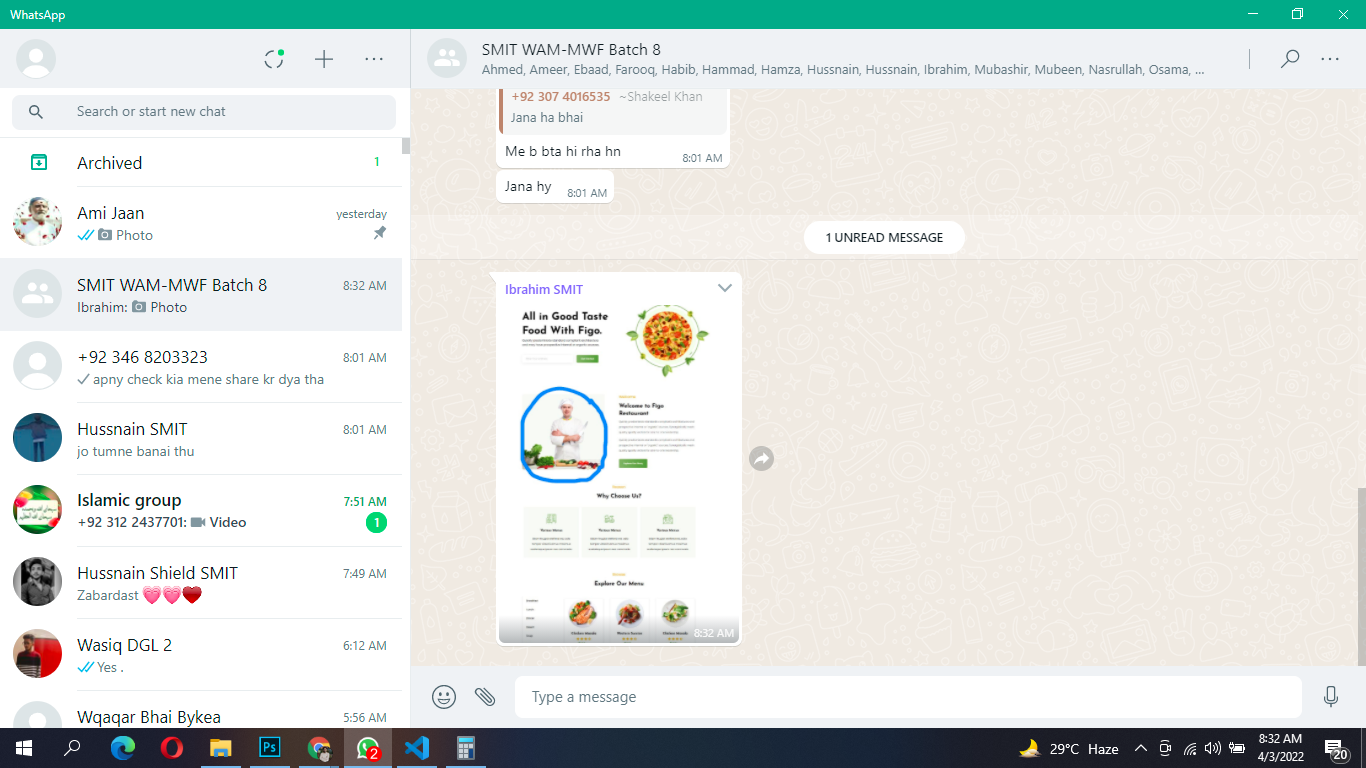 WhatsApp
Search or start new chat
Archived
1
Ami Jaan
yesterday
Photo
SMIT WAM-MWF Batch 8
8:32 AM
Ibrahim: Photo
+92 346 8203323
8:01 AM
apny check kia mene share kr dya tha
Hussnain SMIT
8:01 AM
jo tumne banai thu
Islamic group
7:51 AM
+92 312 2437701: Video
1
Hussnain Shield SMIT
7:49 AM
Zabardast
Wasiq DGL 2
6:12 AM
Yes .
Wqaqar Bhai Bykea
5:56 AM
SMIT WAM-MWF Batch 8
Ahmed, Ameer, Ebaad, Farooq, Habib, Hammad, Hamza, Hussnain, Hussnain, Ibrahim, Mubashir, Mubeen, Nasrullah, Osama, ...
+92 307 4016535 ~Shakeel Khan
Jana ha bhai
Me b bta hi rha hn
8:01 AM
Jana hy
8:01 AM
1 UNREAD MESSAGE
Ibrahim SMIT
All in Good Taste
Food With Figo.
Welcome to Figo
Restaurant
Why Choose Us?
Explore Our Menu
8:32 AM
Type a message
Ps
2
29°C Haze
8:32 AM
4/3/2022
20